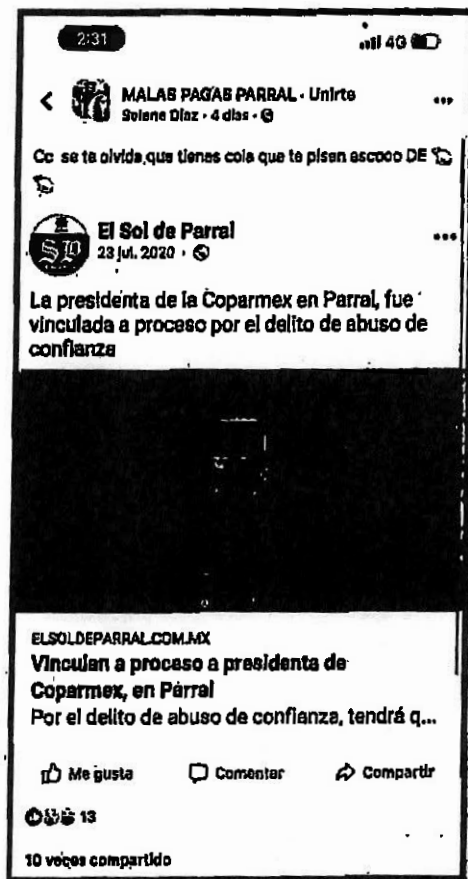 2:31
4G
MALAS PAGAS PARRAL · Unirte
Solene Diaz · 4 días ·
Cc se te olvida,que tienes cola que te pisen escoco DE
El Sol de Parral
23 jul. 2020 ·
La presidenta de la Coparmex en Parral, fue
vinculada a proceso por el delito de abuso de
confianza
ELSOLDEPARRAL.COM.MX
Vinculan a proceso a presidenta de
Coparmex, en Parral
Por el delito de abuso de confianza, tendrá q...
Me gusta
Comentar
Compartir
13
10 veces compartido